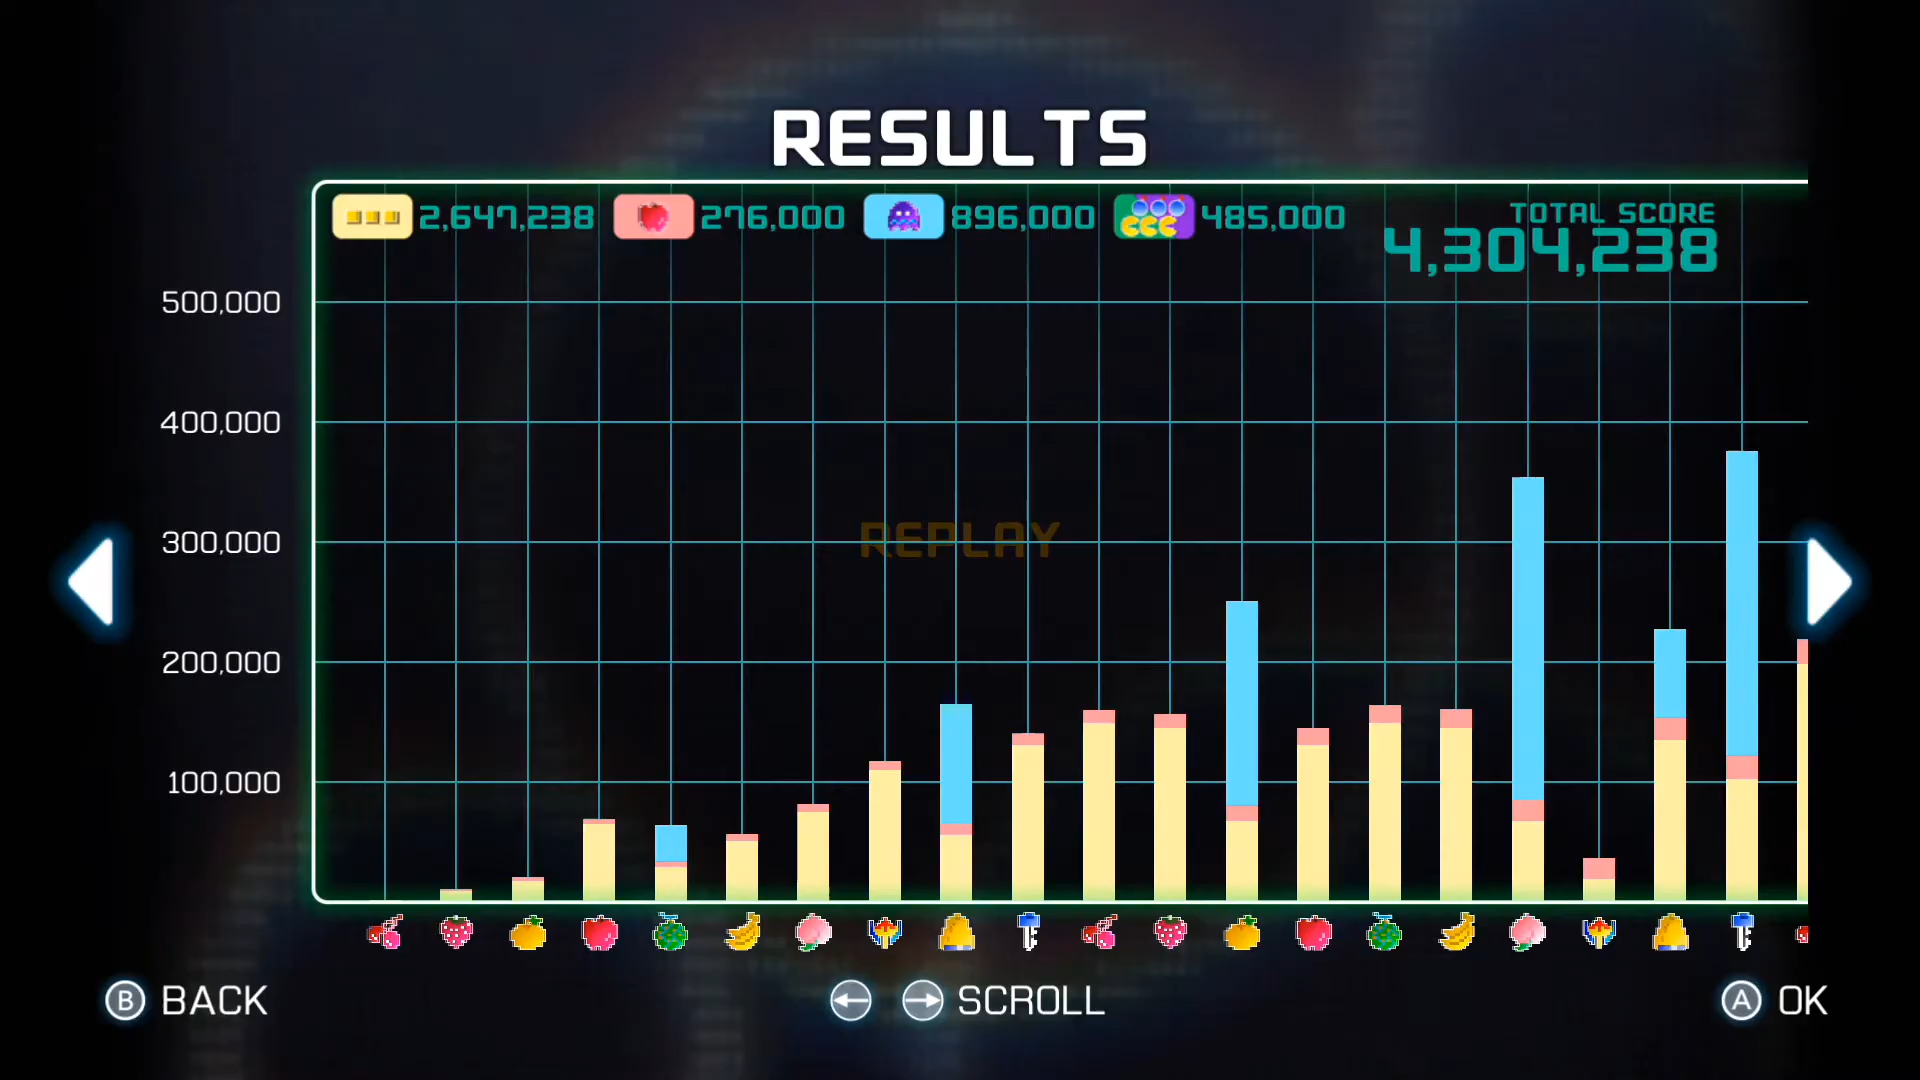 RESULTS
2,647,238 276,000 896,000 485,000
TOTAL SCORE
4,304,238
500,000
400,000
300,000
REPLAY
200,000
100,000
B BACK
SCROLL
A OK